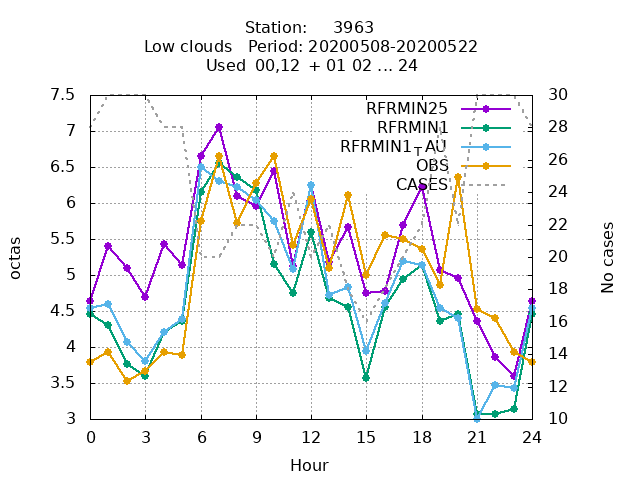 Station: 3963
Low clouds Period: 20200508-20200522
Used 00,12 + 01 02 ... 24
RFRMIN25
RFRMIN1
RFRMIN1_T AU
OBS
CASES
7.5
7
6.5
6
5.5
5
4.5
4
3.5
3
octas
30
28
26
24
22
20
18
16
14
12
10
No cases
0 3 6 9 12 15 18 21 24
Hour